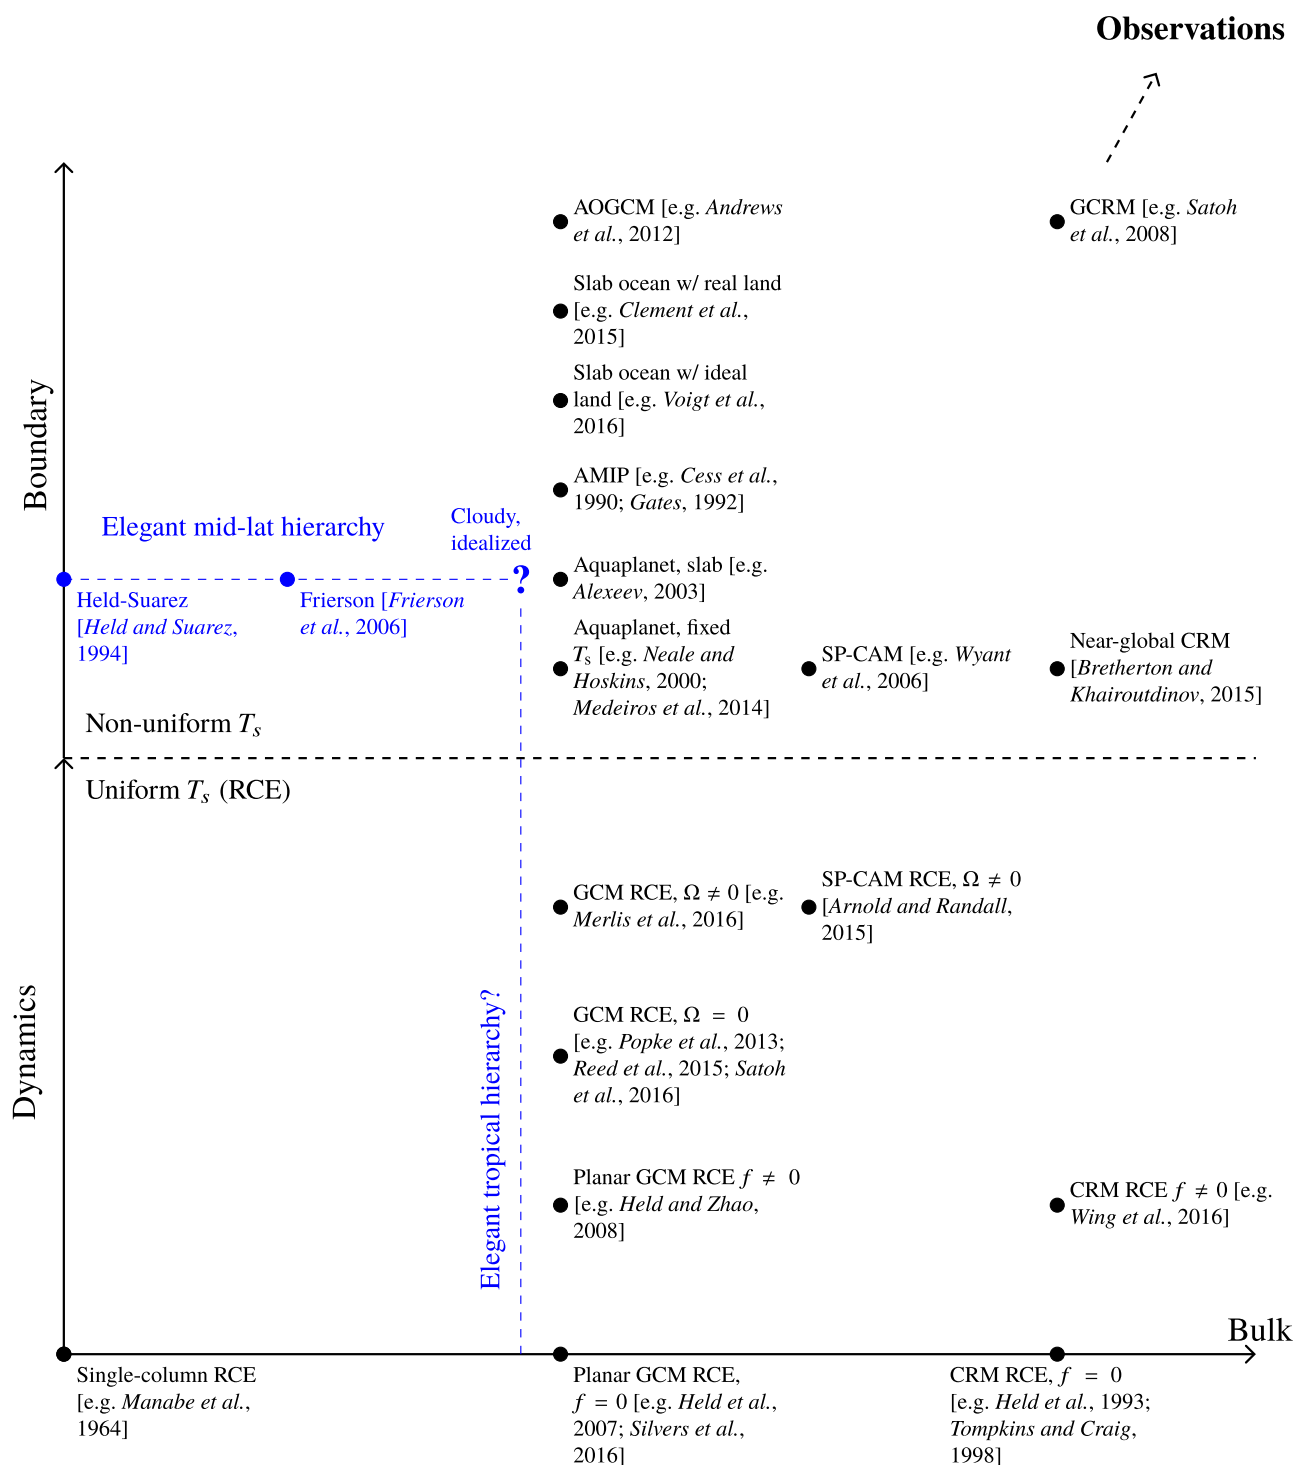 Observations
AOGCM [e.g. Andrews
et al., 2012]
GCRM [e.g. Satoh
et al., 2008]
Slab ocean w/ real land
[e.g. Clement et al.,
2015]
Slab ocean w/ ideal
land [e.g. Voigt et al.,
2016]
Boundary
AMIP [e.g. Cess et al.,
1990; Gates, 1992]
Elegant mid-lat hierarchy
Cloudy,
idealized
?
Held-Suarez
[Held and Suarez,
1994]
Frierson [Frierson
et al., 2006]
Aquaplanet, slab [e.g.
Alexeev, 2003]
Aquaplanet, fixed
Ts [e.g. Neale and
Hoskins, 2000;
Medeiros et al., 2014]
SP-CAM [e.g. Wyant
et al., 2006]
Near-global CRM
[Bretherton and
Khairoutdinov, 2015]
Non-uniform Ts
Uniform Ts (RCE)
GCM RCE, Ω ≠ 0 [e.g.
Merlis et al., 2016]
SP-CAM RCE, Ω ≠ 0
[Arnold and Randall,
2015]
Dynamics
Elegant tropical hierarchy?
GCM RCE, Ω = 0
[e.g. Popke et al., 2013;
Reed et al., 2015; Satoh
et al., 2016]
Planar GCM RCE f ≠ 0
[e.g. Held and Zhao,
2008]
CRM RCE f ≠ 0 [e.g.
Wing et al., 2016]
Bulk
Single-column RCE
[e.g. Manabe et al.,
1964]
Planar GCM RCE,
f = 0 [e.g. Held et al.,
2007; Silvers et al.,
2016]
CRM RCE, f = 0
[e.g. Held et al., 1993;
Tompkins and Craig,
1998]